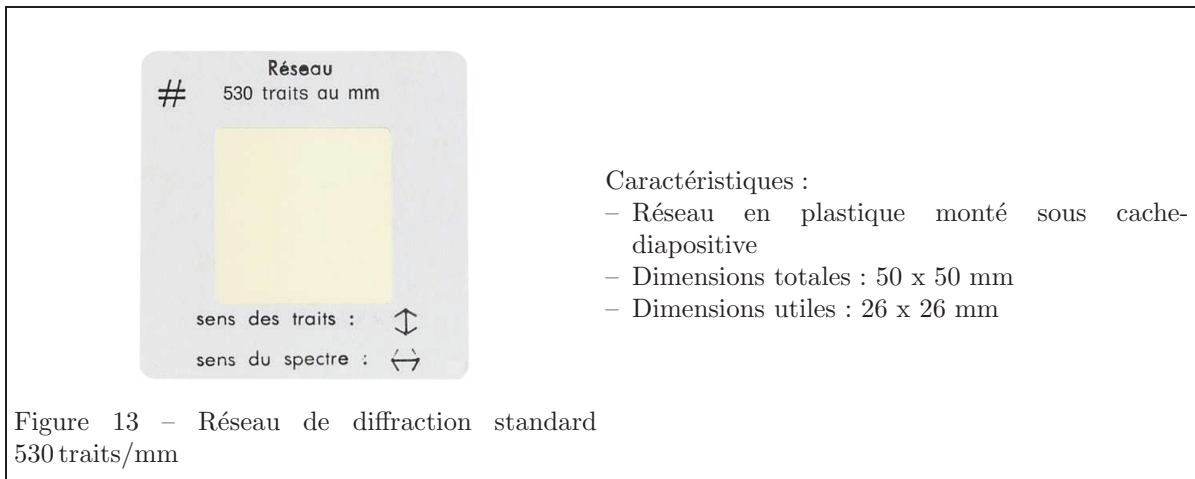 Réseau
# 530 traits au mm
sens des traits :
sens du spectre :
Figure 13 – Réseau de diffraction standard
530 traits/mm
Caractéristiques :
– Réseau en plastique monté sous cache-
diapositive
– Dimensions totales : 50 x 50 mm
– Dimensions utiles : 26 x 26 mm